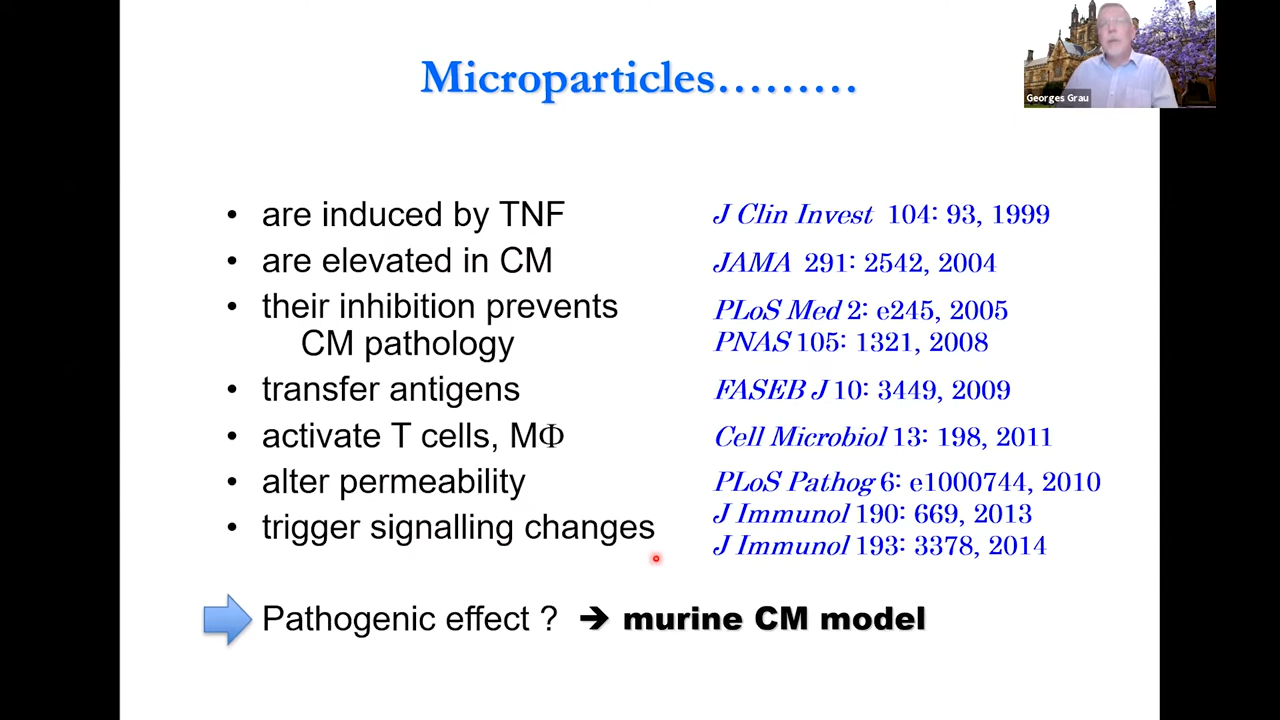 Microparticles.........
Georges Grau
• are induced by TNF J Clin Invest 104: 93, 1999
• are elevated in CM JAMA 291: 2542, 2004
• their inhibition prevents PLoS Med 2: e245, 2005
CM pathology PNAS 105: 1321, 2008
• transfer antigens FASEB J 10: 3449, 2009
• activate T cells, MΦ Cell Microbiol 13: 198, 2011
• alter permeability PLoS Pathog 6: e1000744, 2010
• trigger signalling changes J Immunol 190: 669, 2013
J Immunol 193: 3378, 2014
Pathogenic effect ? ➔ murine CM model